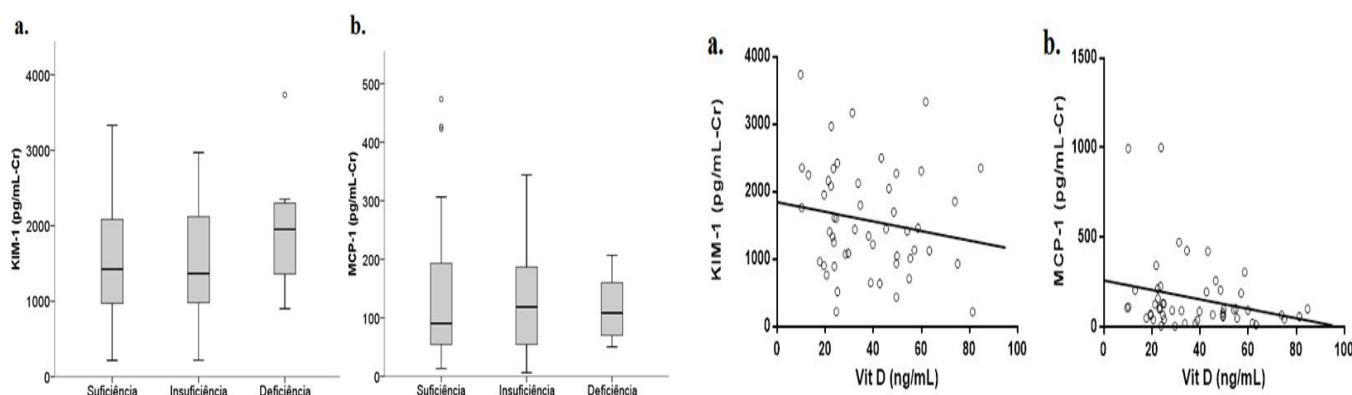 a.
KIM-1 (pg/mL-Cr)
4000
3000
2000
1000
0
Suficiência Insuficiência Deficiência
b.
MCP-1 (pg/mL-Cr)
500
400
300
200
100
0
Suficiência Insuficiência Deficiência
a.
KIM-1 (pg/mL-Cr)
4000
3000
2000
1000
0
0 20 40 60 80 100
Vit D (ng/mL)
b.
MCP-1 (pg/mL-Cr)
1500
1000
500
0
0 20 40 60 80 100
Vit D (ng/mL)